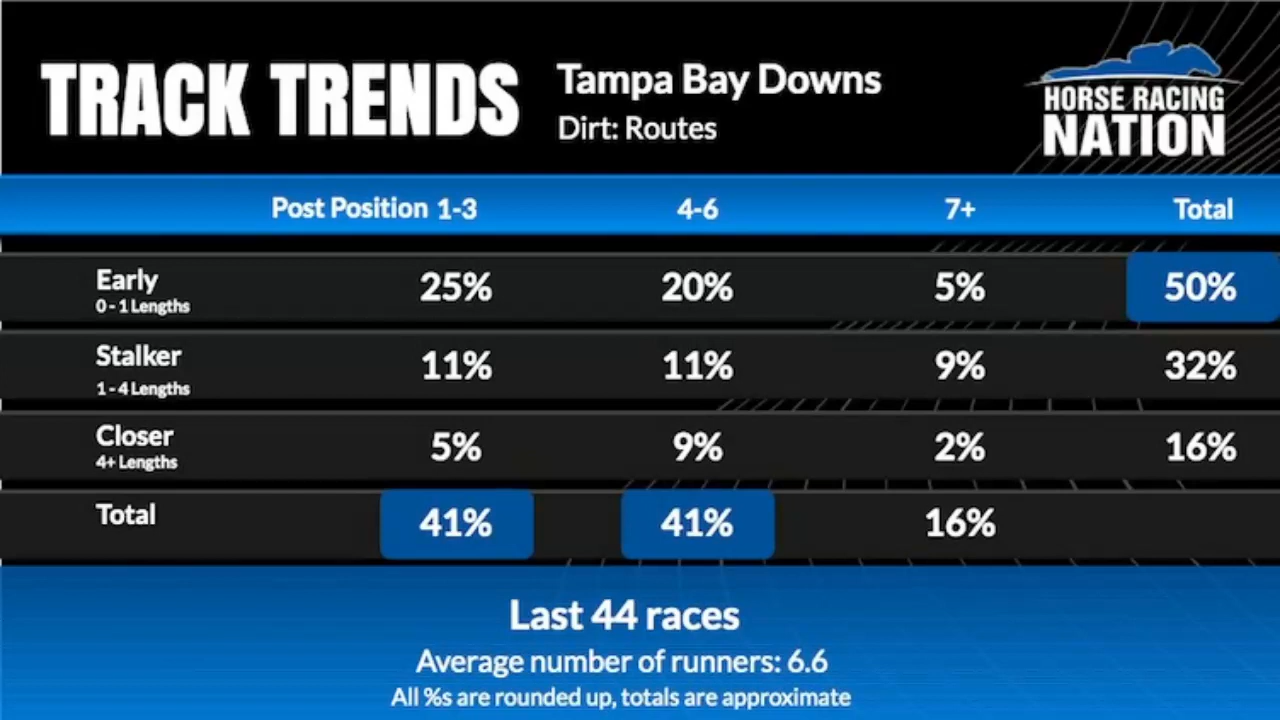 TRACK TRENDS
Tampa Bay Downs
Dirt: Routes
HORSE RACING
NATION
Post Position 1-3 4-6 7+ Total
Early 25% 20% 5% 50%
0 - 1 Lengths
Stalker 11% 11% 9% 32%
1 - 4 Lengths
Closer 5% 9% 2% 16%
4+ Lengths
Total 41% 41% 16%
Last 44 races
Average number of runners: 6.6
All %s are rounded up, totals are approximate